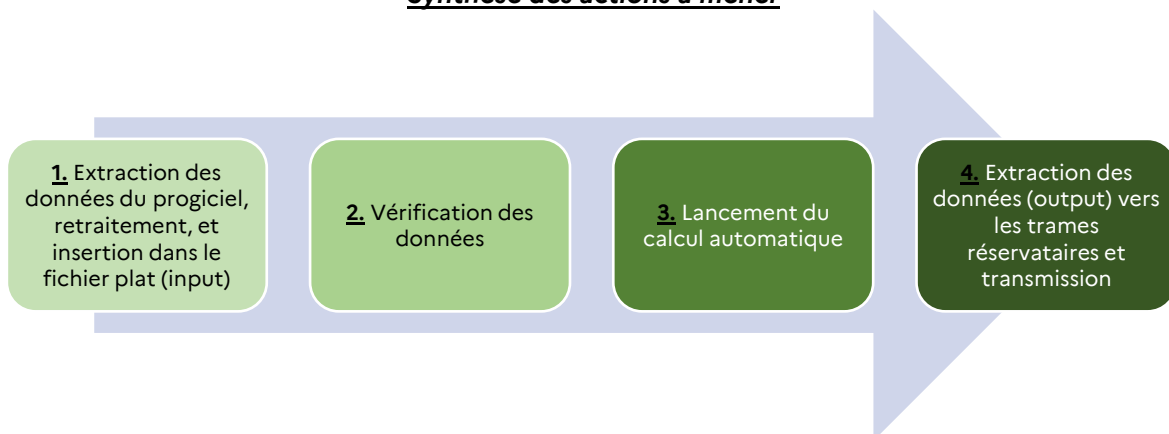 Synthèse des actions à mener
1. Extraction des
données du progiciel,
retraitement, et
insertion dans le
fichier plat (input)
2. Vérification des
données
3. Lancement du
calcul automatique
4. Extraction des
données (output) vers
les trames
réservataires et
transmission